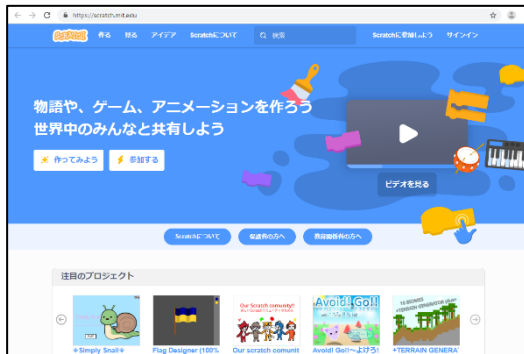 https://scratch.mit.edu
SCRATCH 作る 見る アイデア Scratchについて 検索 Scratchに参加しよう サインイン
物語や、ゲーム、アニメーションを作ろう
世界中のみんなと共有しよう
作ってみよう 参加する
ビデオを見る
Scratchについて 保護者の方へ 教育関係者の方へ
注目のプロジェクト
Our Scratch comunity!!
Avoid! Go!!
+Simply Snail+ Flag Designer (100% Our scratch comunit Avoid! Go!!~よけろ! +TERRAIN GENERA